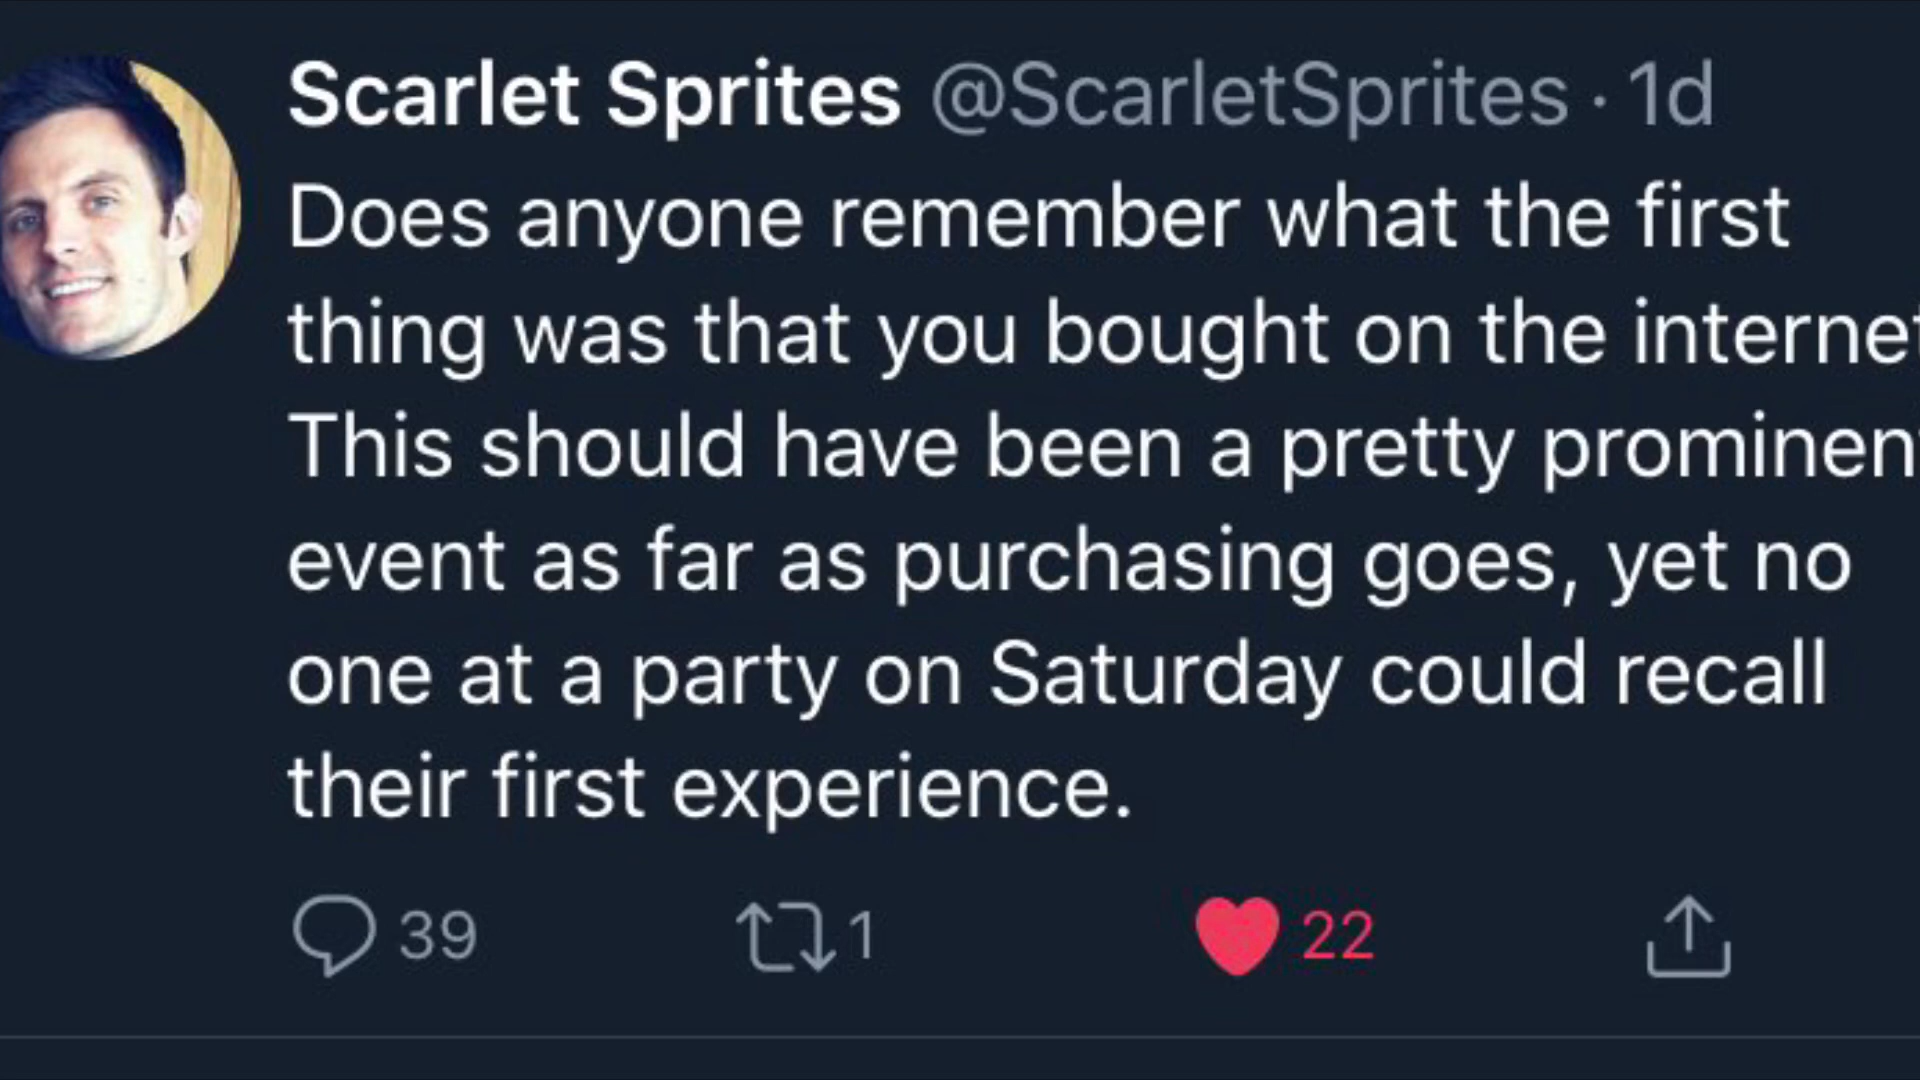 Scarlet Sprites @ScarletSprites · 1d
Does anyone remember what the first
thing was that you bought on the internet
This should have been a pretty prominent
event as far as purchasing goes, yet no
one at a party on Saturday could recall
their first experience.
39 1 22